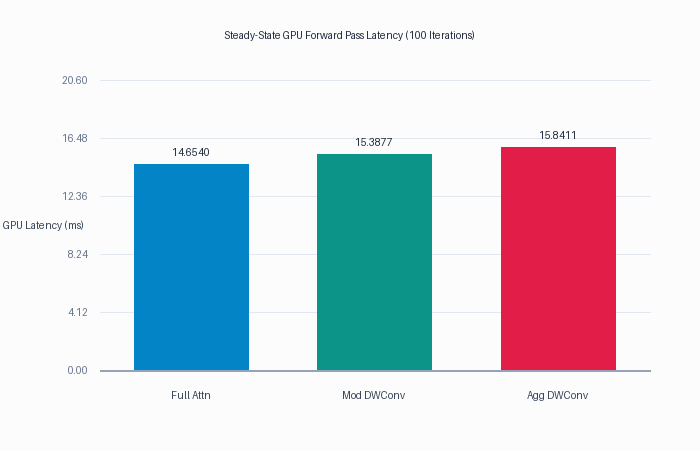 Steady-State GPU Forward Pass Latency (100 Iterations)
20.60
16.48
12.36
8.24
4.12
0.00
GPU Latency (ms)
14.6540
15.3877
15.8411
Full Attn
Mod DWConv
Agg DWConv